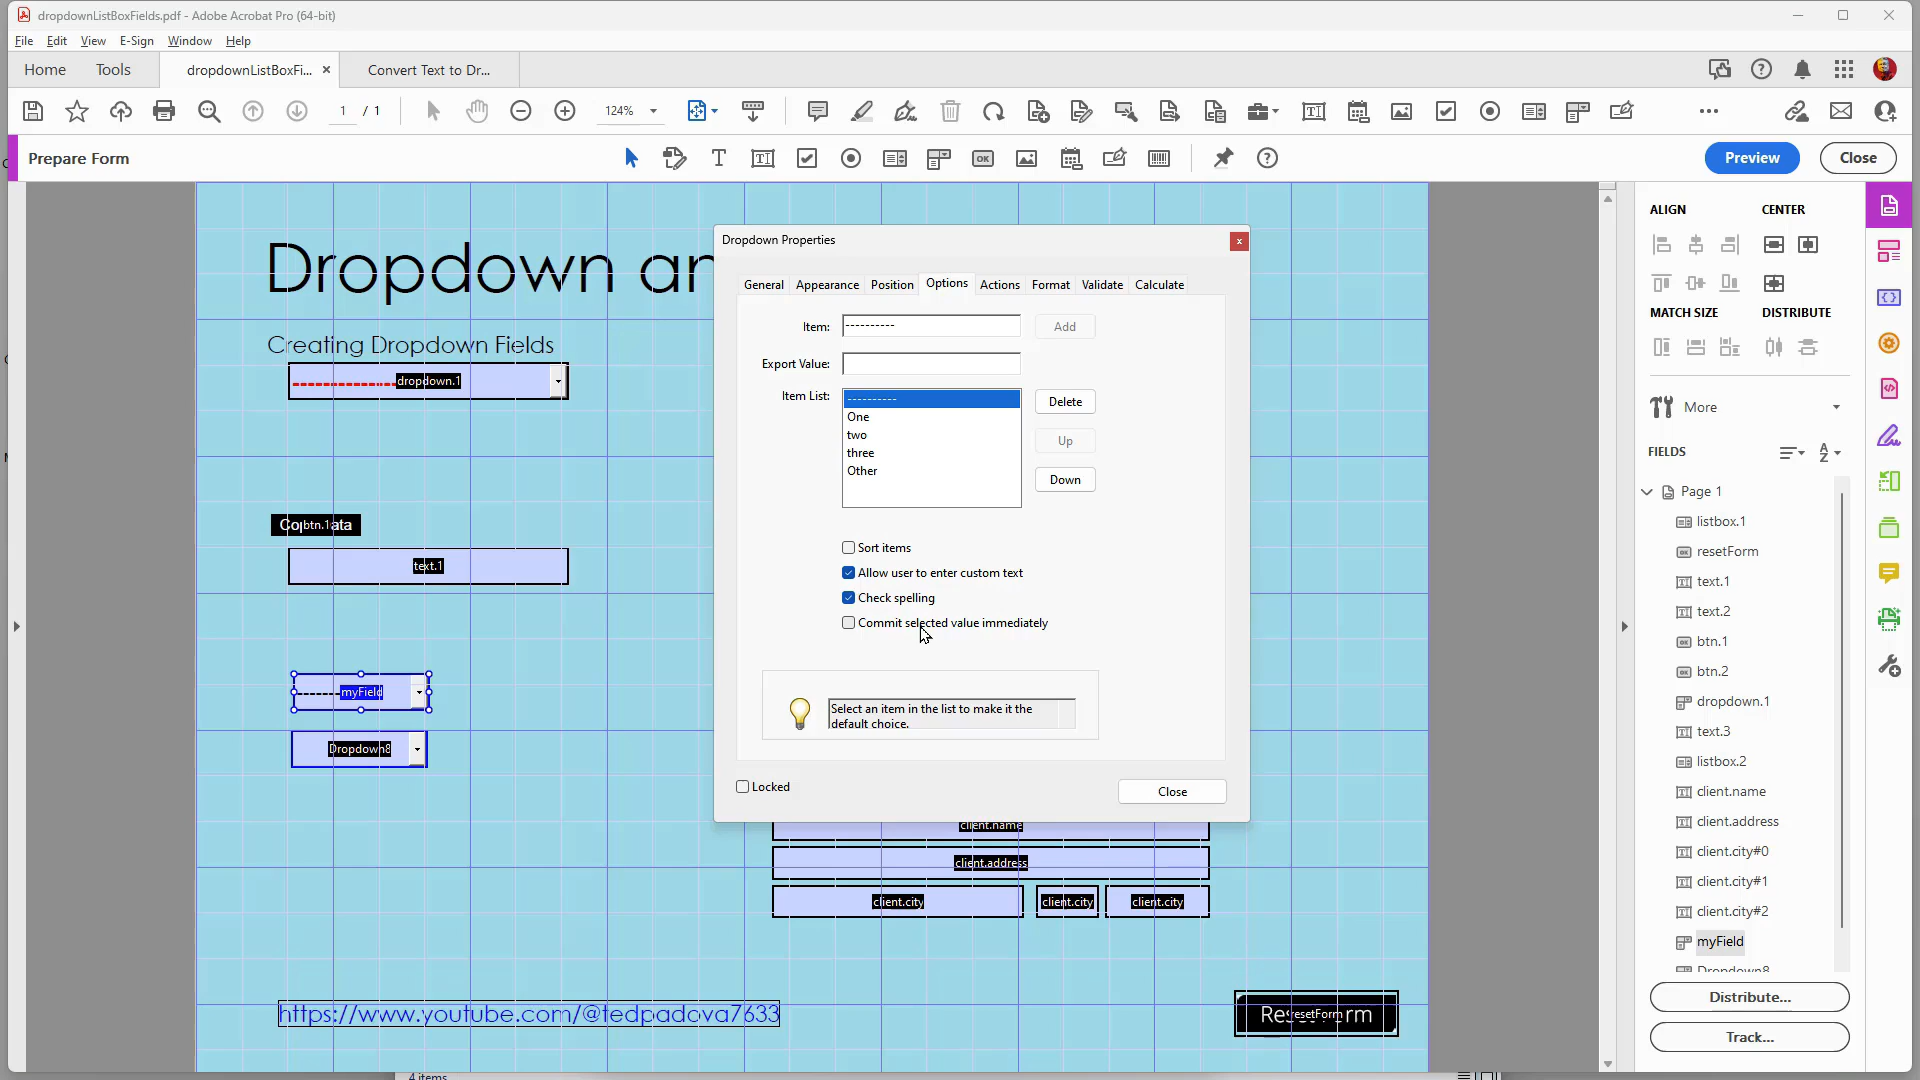 dropdownListBoxFields.pdf - Adobe Acrobat Pro (64-bit)
File Edit View E-Sign Window Help
Home Tools dropdownListBoxFi... × Convert Text to Dr...
1 / 1 124%
Prepare Form
Preview Close
Dropdown an
Creating Dropdown Fields
dropdown.1
btn.1
text.1
myField
Dropdown8
Dropdown Properties
General Appearance Position Options Actions Format Validate Calculate
Item: ---------- Add
Export Value:
Item List: ---------- Delete
One
two Up
three
Other Down
Sort items
Allow user to enter custom text
Check spelling
Commit selected value immediately
Select an item in the list to make it the
default choice.
Locked
Close
client.name
client.address
client.city client.city client.city
https://www.youtube.com/@tedpadova7633
resetForm
ALIGN CENTER
MATCH SIZE DISTRIBUTE
More
FIELDS
Page 1
listbox.1
resetForm
text.1
text.2
btn.1
btn.2
dropdown.1
text.3
listbox.2
client.name
client.address
client.city#0
client.city#1
client.city#2
myField
Dropdown8
Distribute...
Track...
4 items